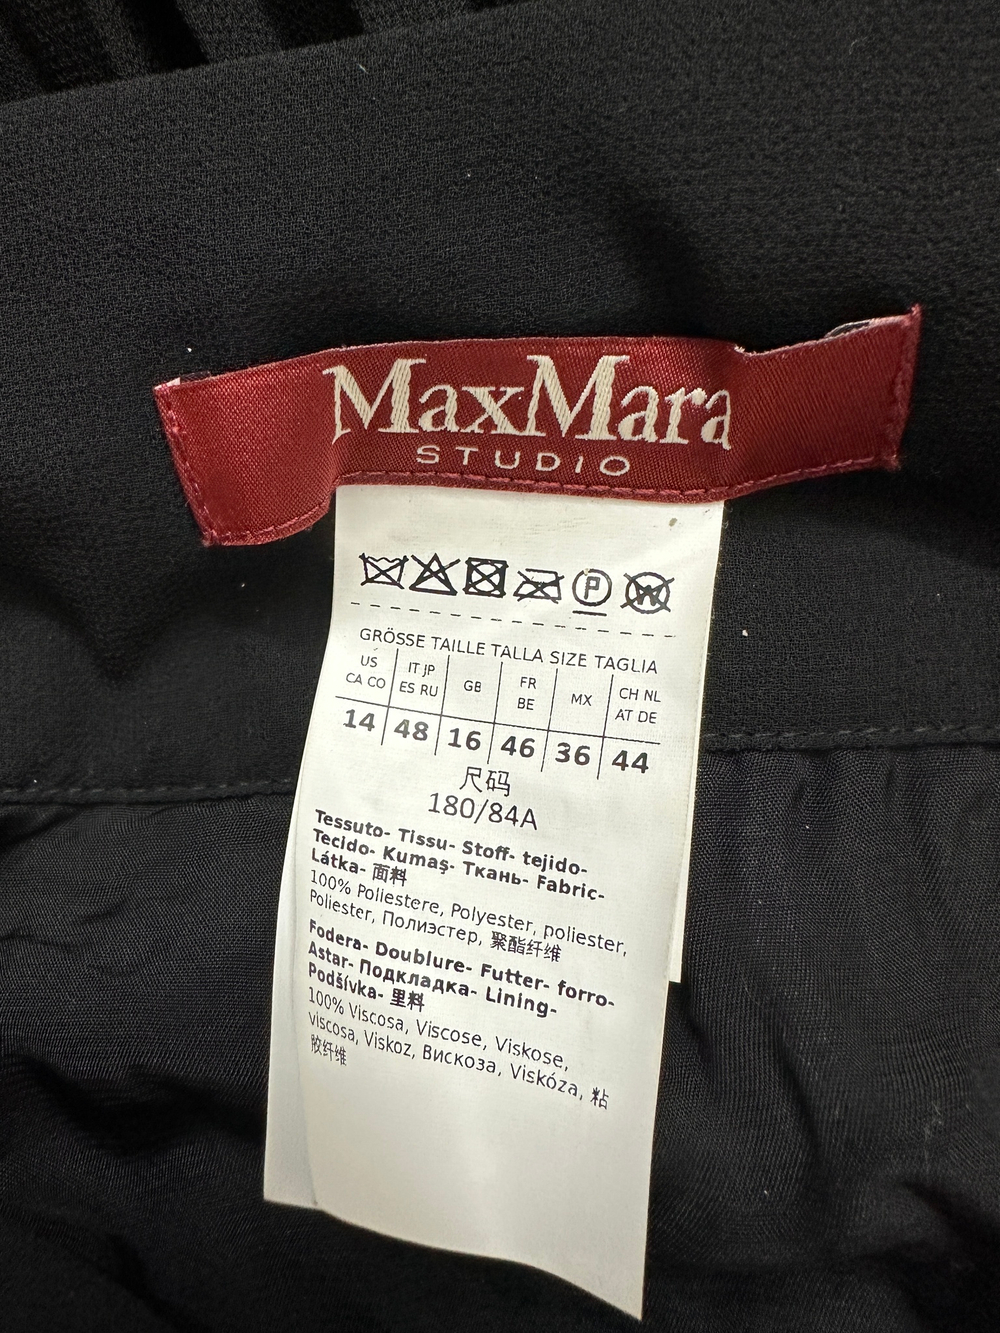 MaxMara
STUDIO
P W
GRÖSSE TAILLE TALLA SIZE TAGLIA
US CA CO IT JP ES RU GB FR BE MX CH NL AT DE
14 48 16 46 36 44
尺码
180/84A
Tessuto- Tissu- Stoff- tejido-
Tecido- Kumaş- Ткань- Fabric-
Látka- 面料
100% Poliestere, Polyester, poliester,
Poliester, Полиэстер, 聚酯纤维
Fodera- Doublure- Futter- forro-
Astar- Подкладка- Lining-
Podšívka- 里料
100% Viscosa, Viscose, Viskose,
viscosa, Viskoz, Вискоза, Viskóza, 粘
胶纤维